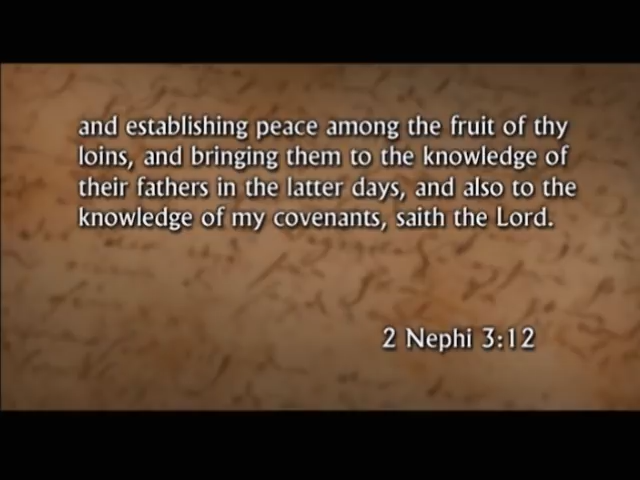 and establishing peace among the fruit of thy
loins, and bringing them to the knowledge of
their fathers in the latter days, and also to the
knowledge of my covenants, saith the Lord.
2 Nephi 3:12